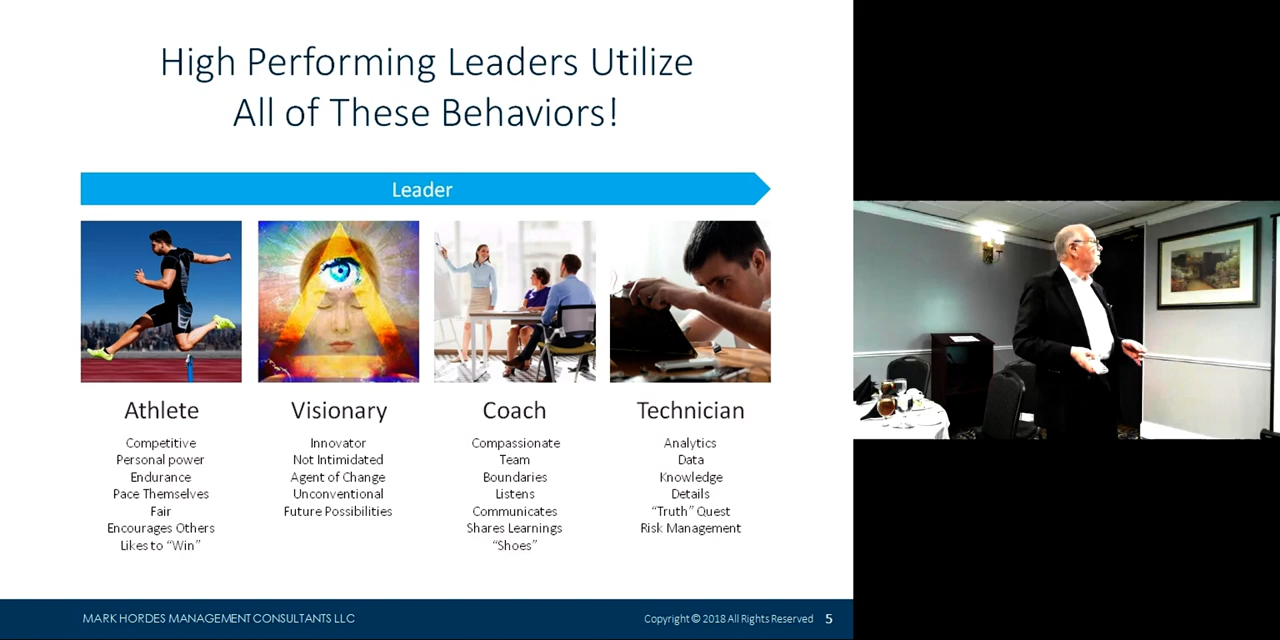 High Performing Leaders Utilize
All of These Behaviors!
Leader
Athlete
Competitive
Personal power
Endurance
Pace Themselves
Fair
Encourages Others
Likes to “Win”
Visionary
Innovator
Not Intimidated
Agent of Change
Unconventional
Future Possibilities
Coach
Compassionate
Team
Boundaries
Listens
Communicates
Shares Learnings
“Shoes”
Technician
Analytics
Data
Knowledge
Details
“Truth” Quest
Risk Management
MARK HORDES MANAGEMENT CONSULTANTS LLC
Copyright © 2018 All Rights Reserved 5